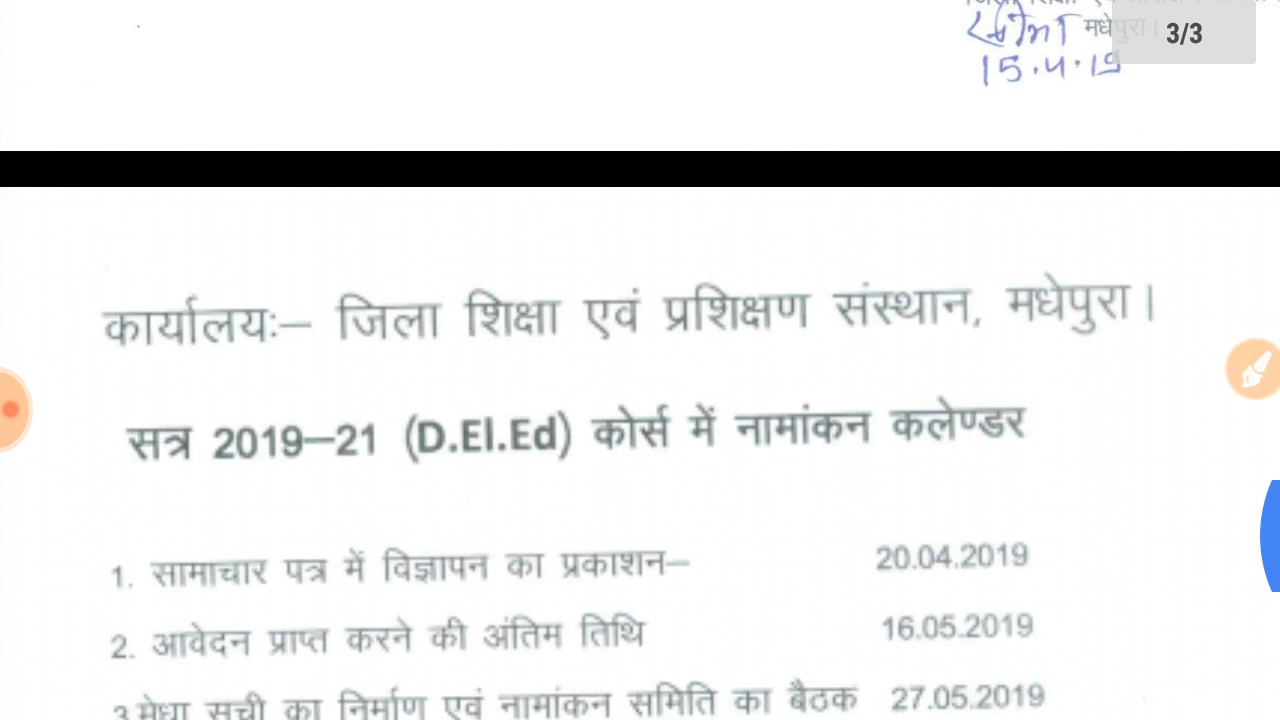 मधेपुरा।
3/3
15.4.19
कार्यालयः– जिला शिक्षा एवं प्रशिक्षण संस्थान, मधेपुरा।
सत्र 2019–21 (D.El.Ed) कोर्स में नामांकन कलेण्डर
1. सामाचार पत्र में विज्ञापन का प्रकाशन– 20.04.2019
2. आवेदन प्राप्त करने की अंतिम तिथि 16.05.2019
3.मेधा सूची का निर्माण एवं नामांकन समिति का बैठक 27.05.2019